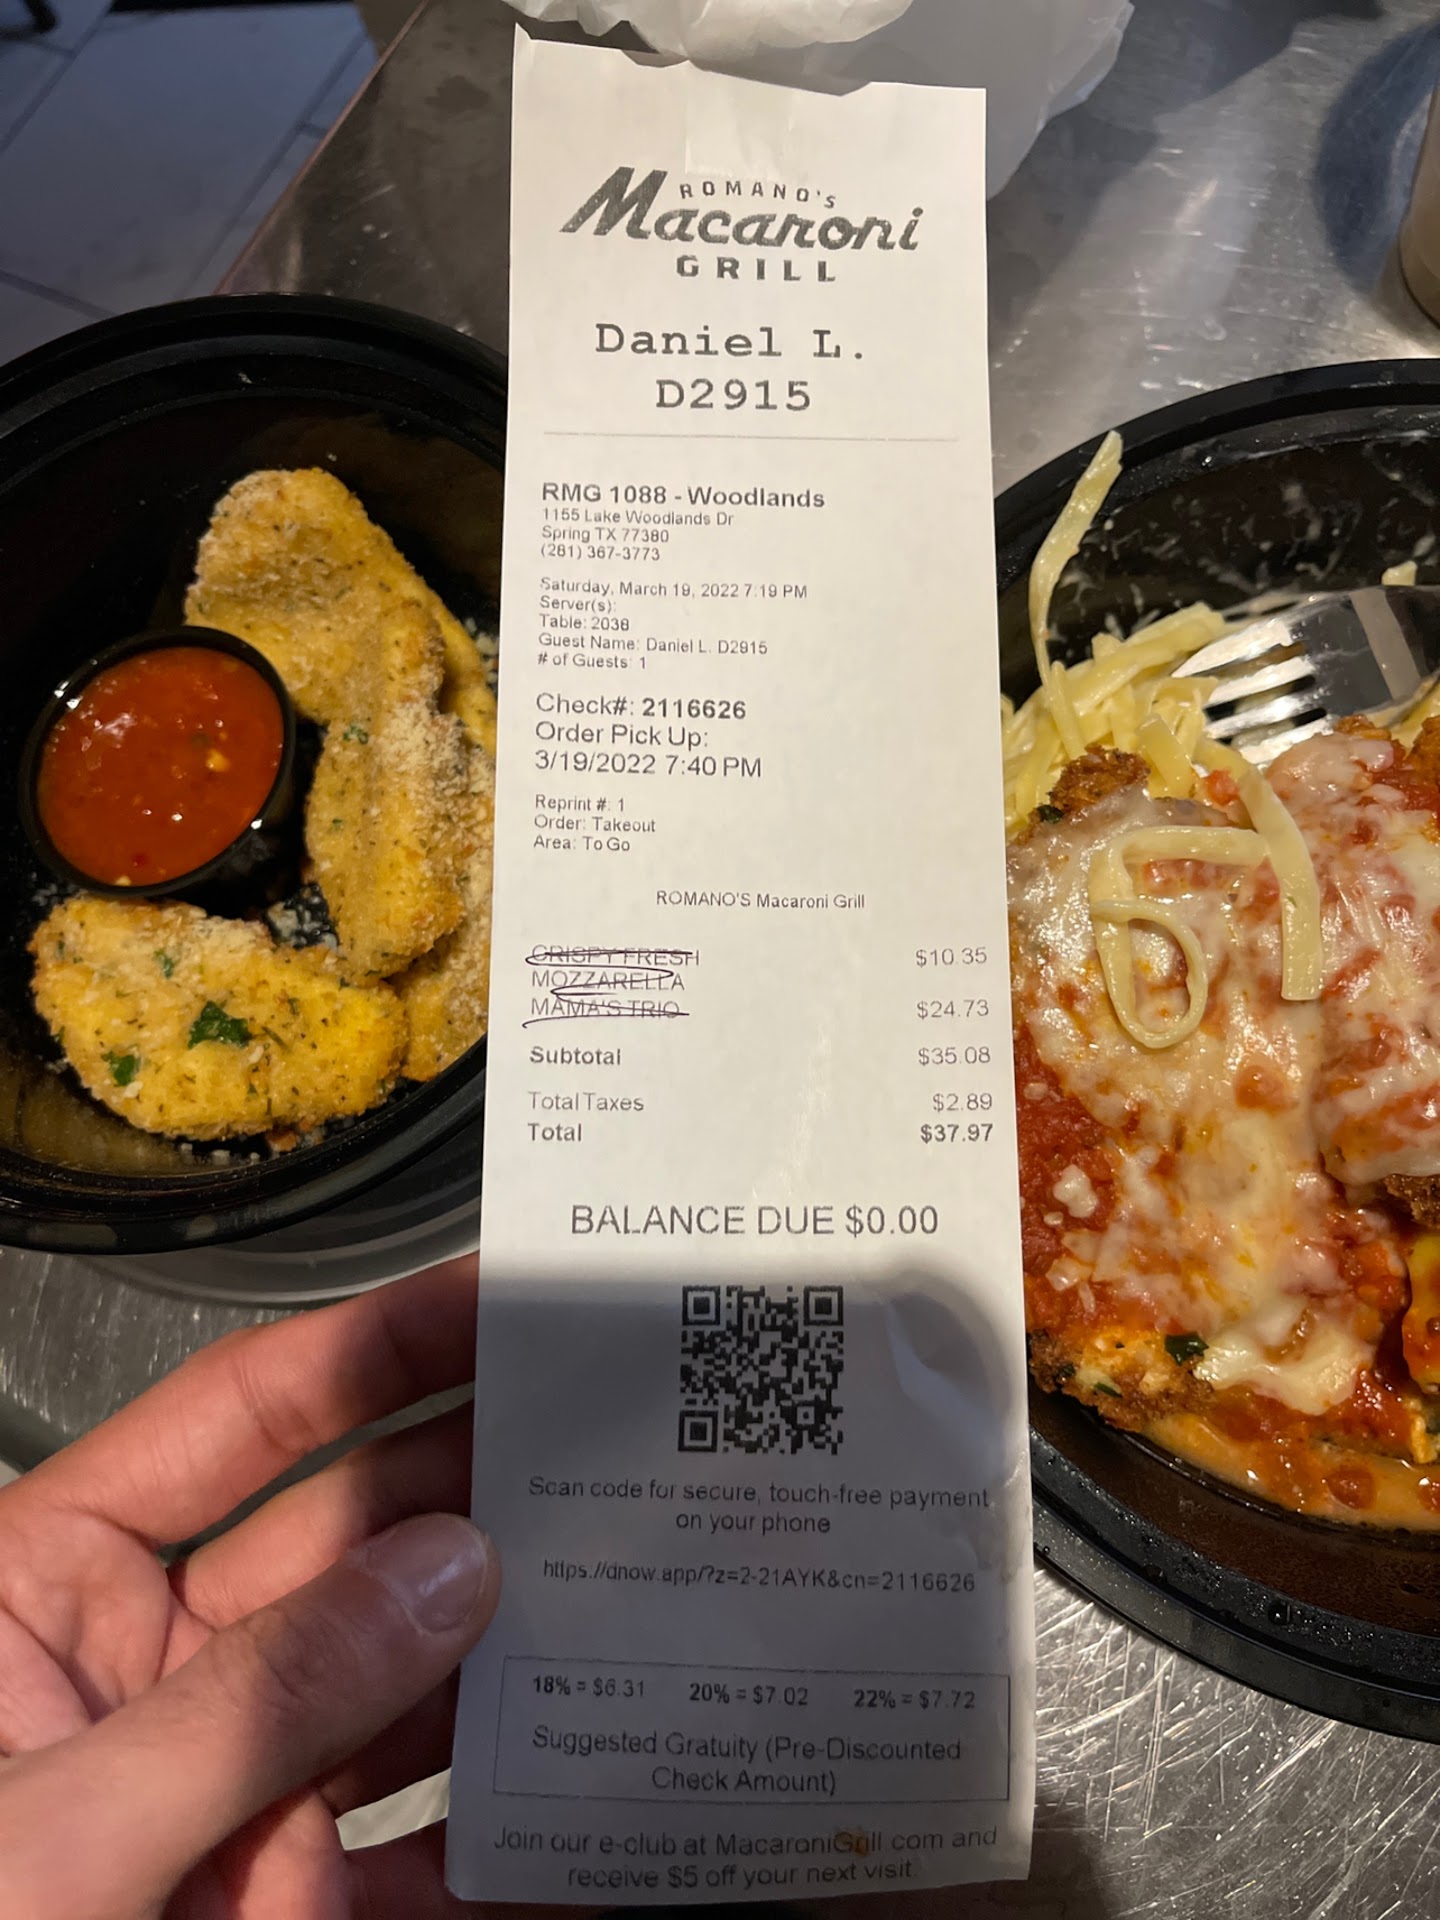 ROMANO'S
Macaroni
GRILL
Daniel L.
D2915
RMG 1088 - Woodlands
1155 Lake Woodlands Dr
Spring TX 77380
(281) 367-3773
Saturday, March 19, 2022 7:19 PM
Server(s):
Table: 2038
Guest Name: Daniel L. D2915
# of Guests: 1
Check#: 2116626
Order Pick Up:
3/19/2022 7:40 PM
Reprint #: 1
Order: Takeout
Area: To Go
ROMANO'S Macaroni Grill
CRISPY FRESH $10.35
MOZZARELLA
MAMA'S TRIO $24.73
Subtotal $35.08
Total Taxes $2.89
Total $37.97
BALANCE DUE $0.00
Scan code for secure, touch-free payment
on your phone
https://dnow.app/?z=2-21AYK&cn=2116626
18% = $6.31 20% = $7.02 22% = $7.72
Suggested Gratuity (Pre-Discounted
Check Amount)
Join our e-club at MacaroniGrill.com and
receive $5 off your next visit.